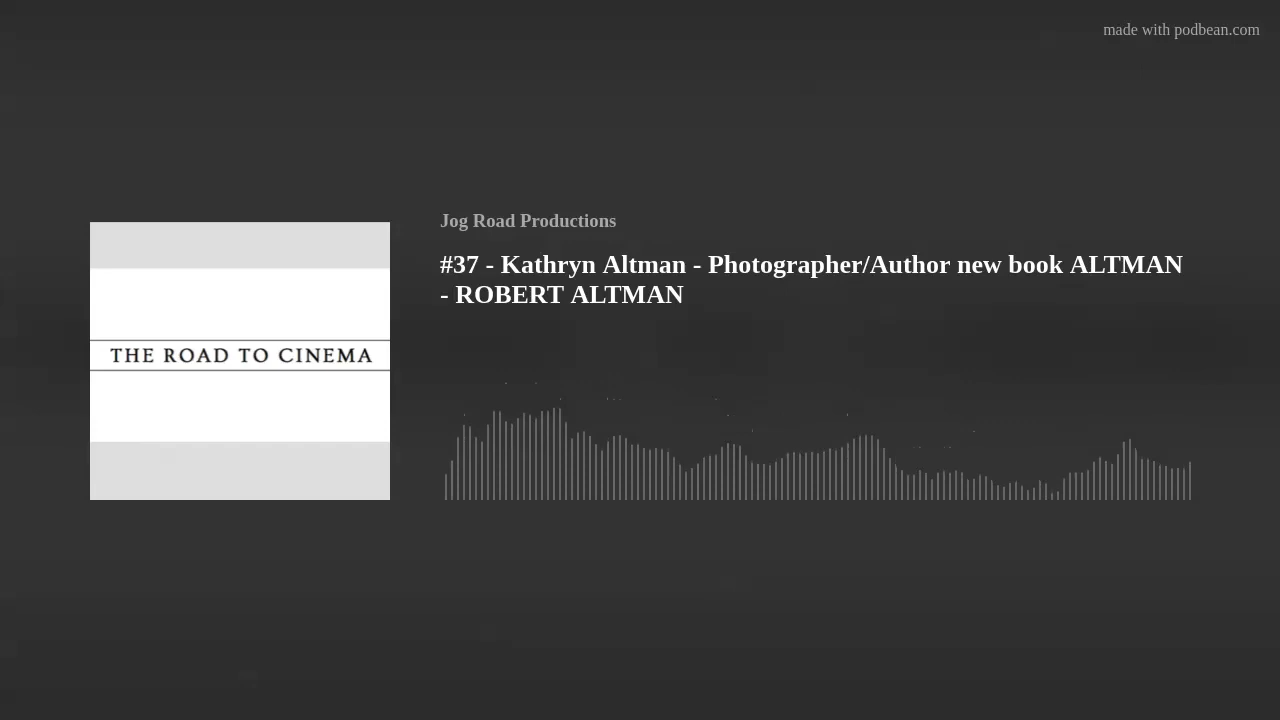 made with podbean.com
Jog Road Productions
#37 - Kathryn Altman - Photographer/Author new book ALTMAN
- ROBERT ALTMAN
THE ROAD TO CINEMA